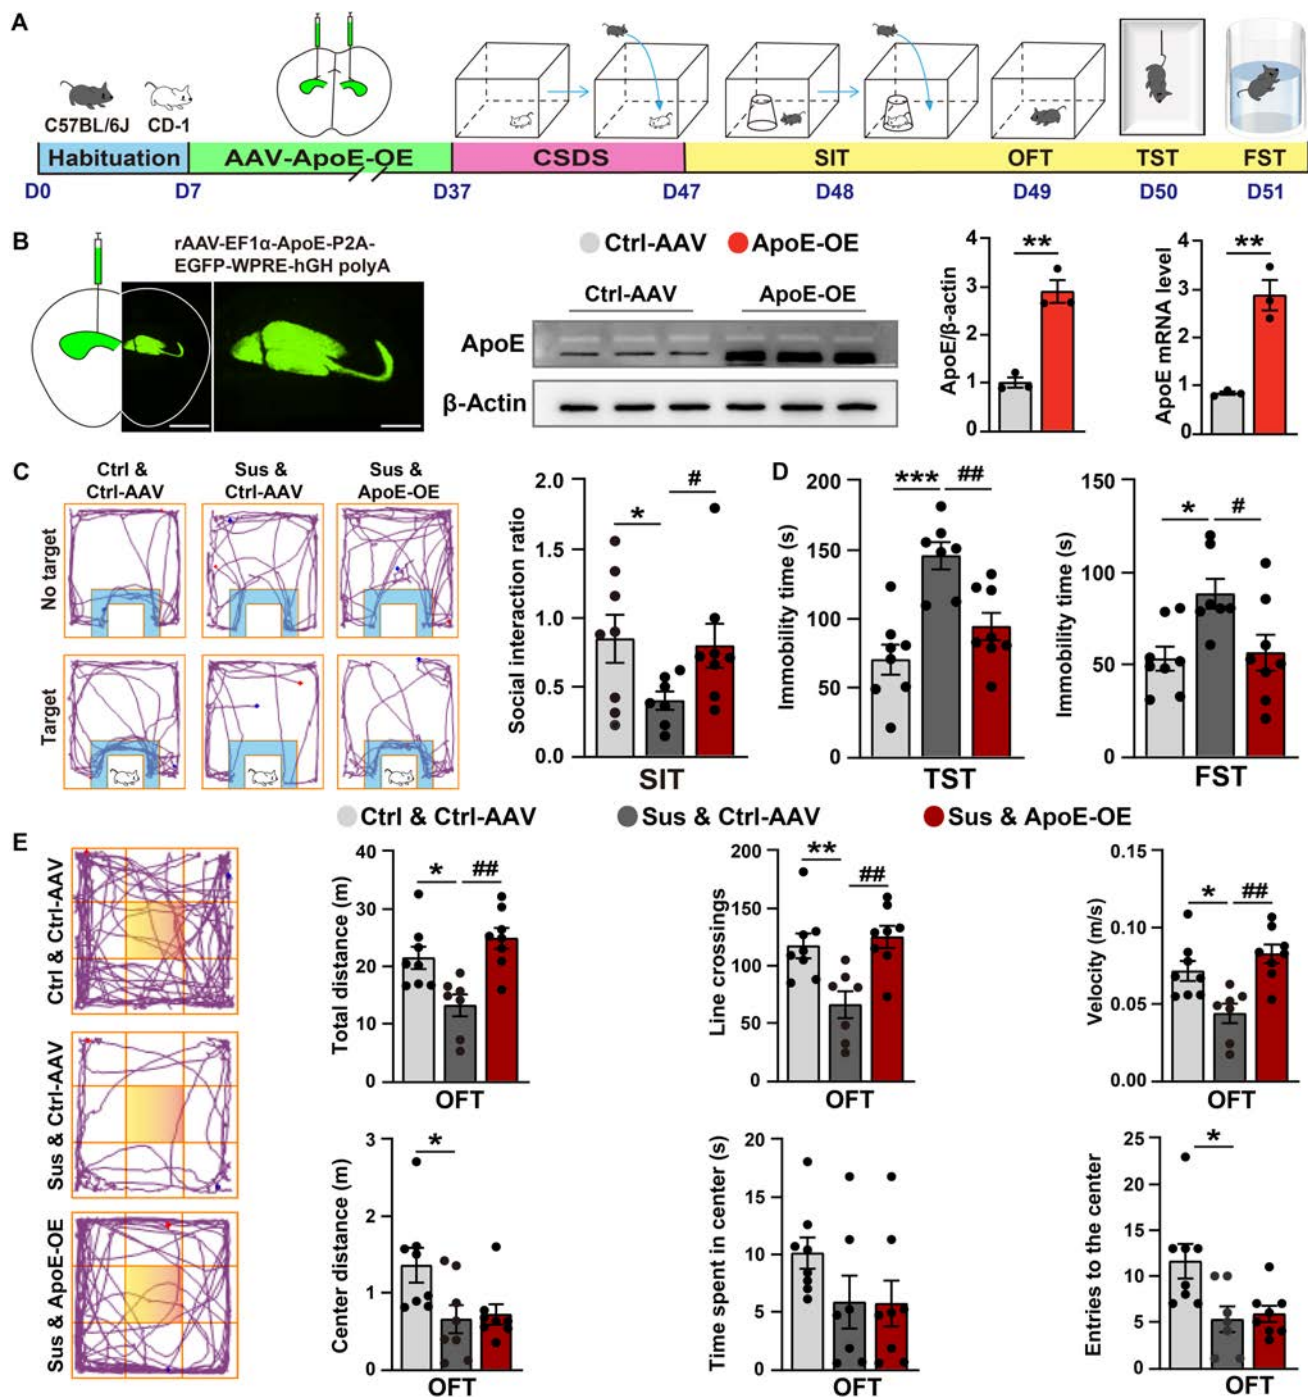 A
C57BL/6J CD-1
Habituation AAV-ApoE-OE CSDS SIT OFT TST FST
D0 D7 D37 D47 D48 D49 D50 D51
B
rAAV-EF1α-ApoE-P2A-
EGFP-WPRE-hGH polyA
Ctrl-AAV ApoE-OE
Ctrl-AAV ApoE-OE
ApoE
β-Actin
ApoE/β-actin
4
3
2
1
0
**
ApoE mRNA level
4
3
2
1
0
**
C
Ctrl &
Ctrl-AAV
Sus &
Ctrl-AAV
Sus &
ApoE-OE
No target
Target
Social interaction ratio
2.0
1.5
1.0
0.5
0.0
* #
SIT
D
Immobility time (s)
200
150
100
50
0
*** ##
TST
Immobility time (s)
150
100
50
0
* #
FST
Ctrl & Ctrl-AAV Sus & Ctrl-AAV Sus & ApoE-OE
E
Ctrl & Ctrl-AAV
Sus & Ctrl-AAV
Sus & ApoE-OE
Total distance (m)
40
30
20
10
0
* ##
OFT
Line crossings
200
150
100
50
0
** ##
OFT
Velocity (m/s)
0.15
0.10
0.05
0.00
* ##
OFT
Center distance (m)
3
2
1
0
*
OFT
Time spent in center (s)
20
15
10
5
0
OFT
Entries to the center
25
20
15
10
5
0
*
OFT